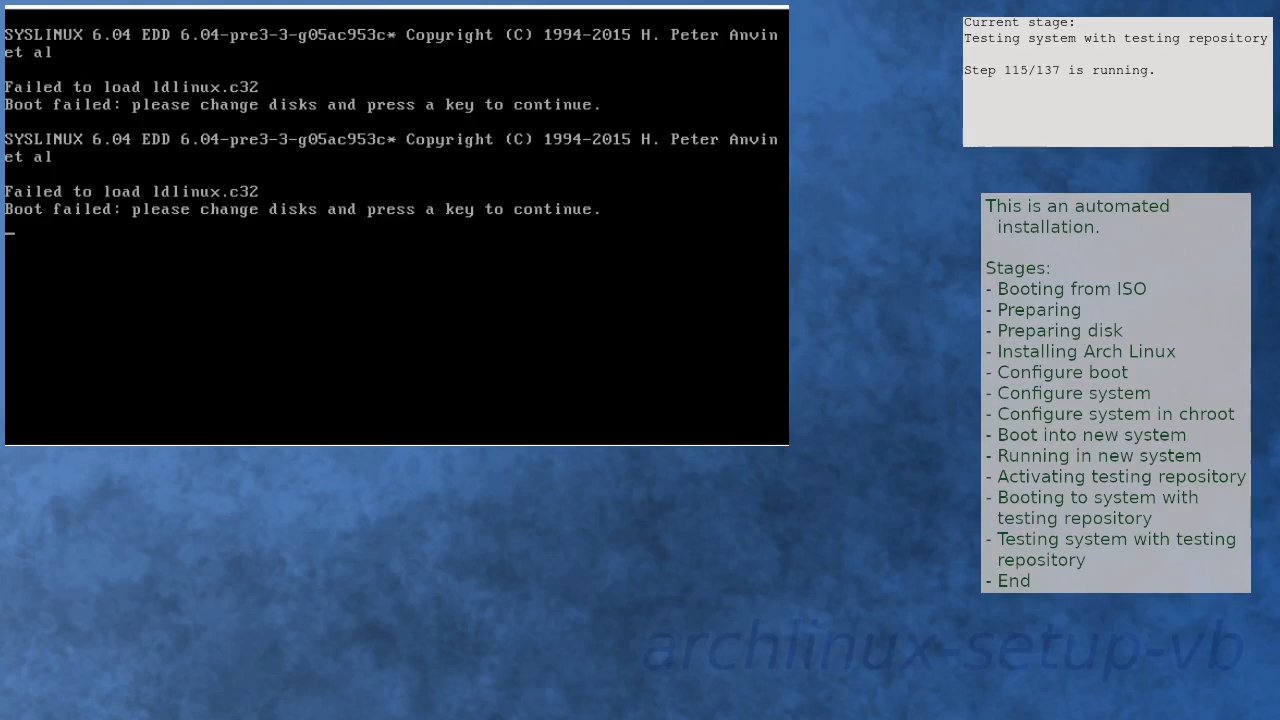 SYSLINUX 6.04 EDD 6.04-pre3-3-g05ac953c* Copyright (C) 1994-2015 H. Peter Anvin
et al
Failed to load ldlinux.c32
Boot failed: please change disks and press a key to continue.
SYSLINUX 6.04 EDD 6.04-pre3-3-g05ac953c* Copyright (C) 1994-2015 H. Peter Anvin
et al
Failed to load ldlinux.c32
Boot failed: please change disks and press a key to continue.
_
Current stage:
Testing system with testing repository
Step 115/137 is running.
This is an automated
installation.
Stages:
- Booting from ISO
- Preparing
- Preparing disk
- Installing Arch Linux
- Configure boot
- Configure system
- Configure system in chroot
- Boot into new system
- Running in new system
- Activating testing repository
- Booting to system with
testing repository
- Testing system with testing
repository
- End
archlinux-setup-vb